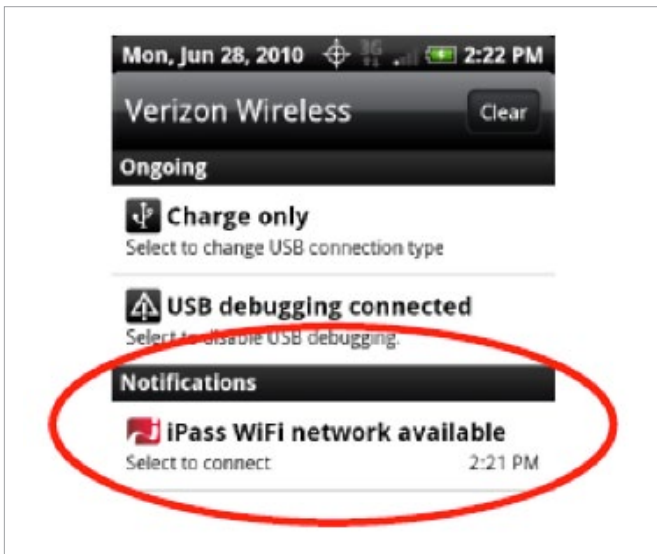 Mon, Jun 28, 2010 3G 2:22 PM
Verizon Wireless Clear
Ongoing
Charge only
Select to change USB connection type
USB debugging connected
Select to disable USB debugging.
Notifications
iPass WiFi network available
Select to connect 2:21 PM